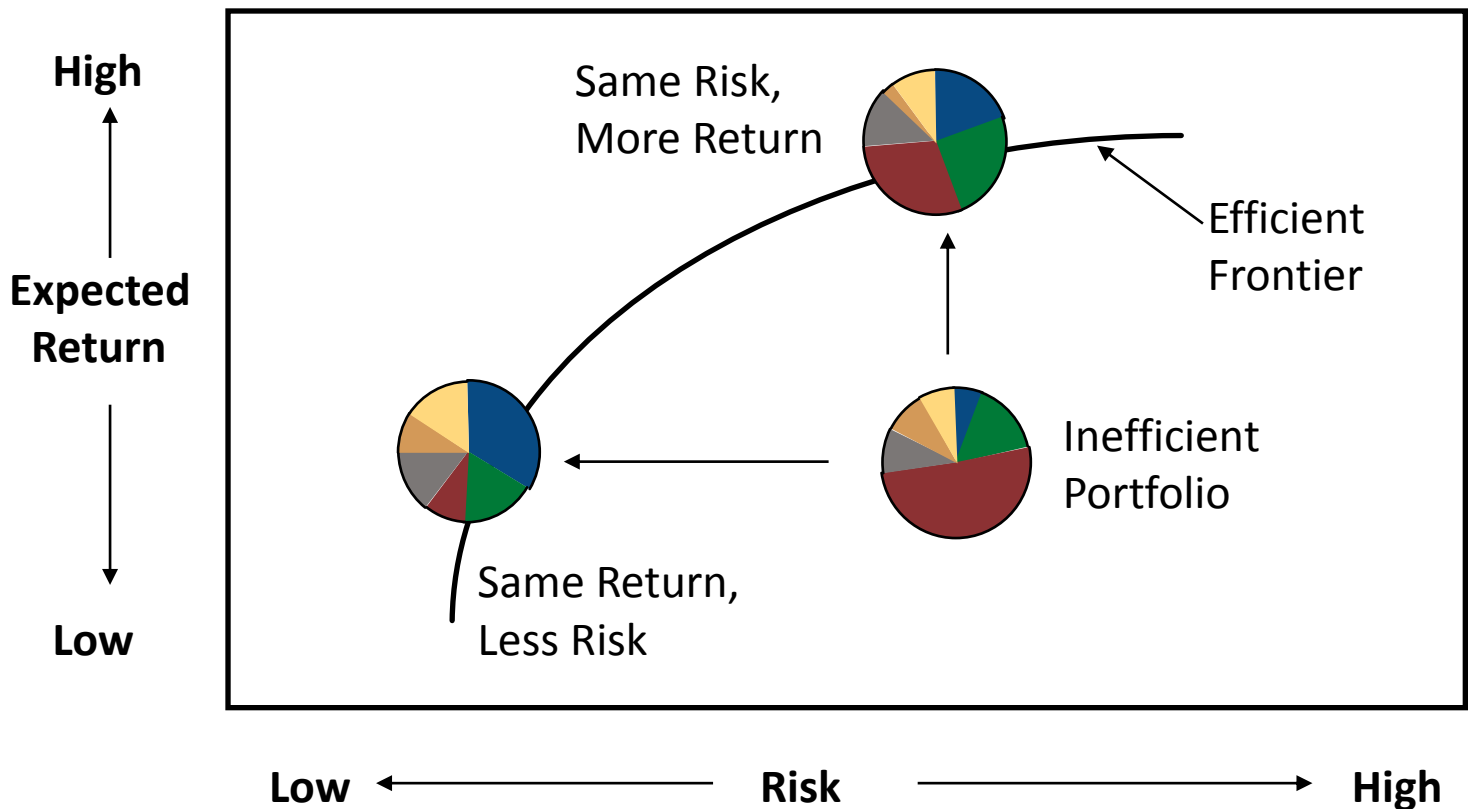 High
Expected
Return
Low
Same Risk,
More Return
Efficient
Frontier
Inefficient
Portfolio
Same Return,
Less Risk
Low
Risk
High